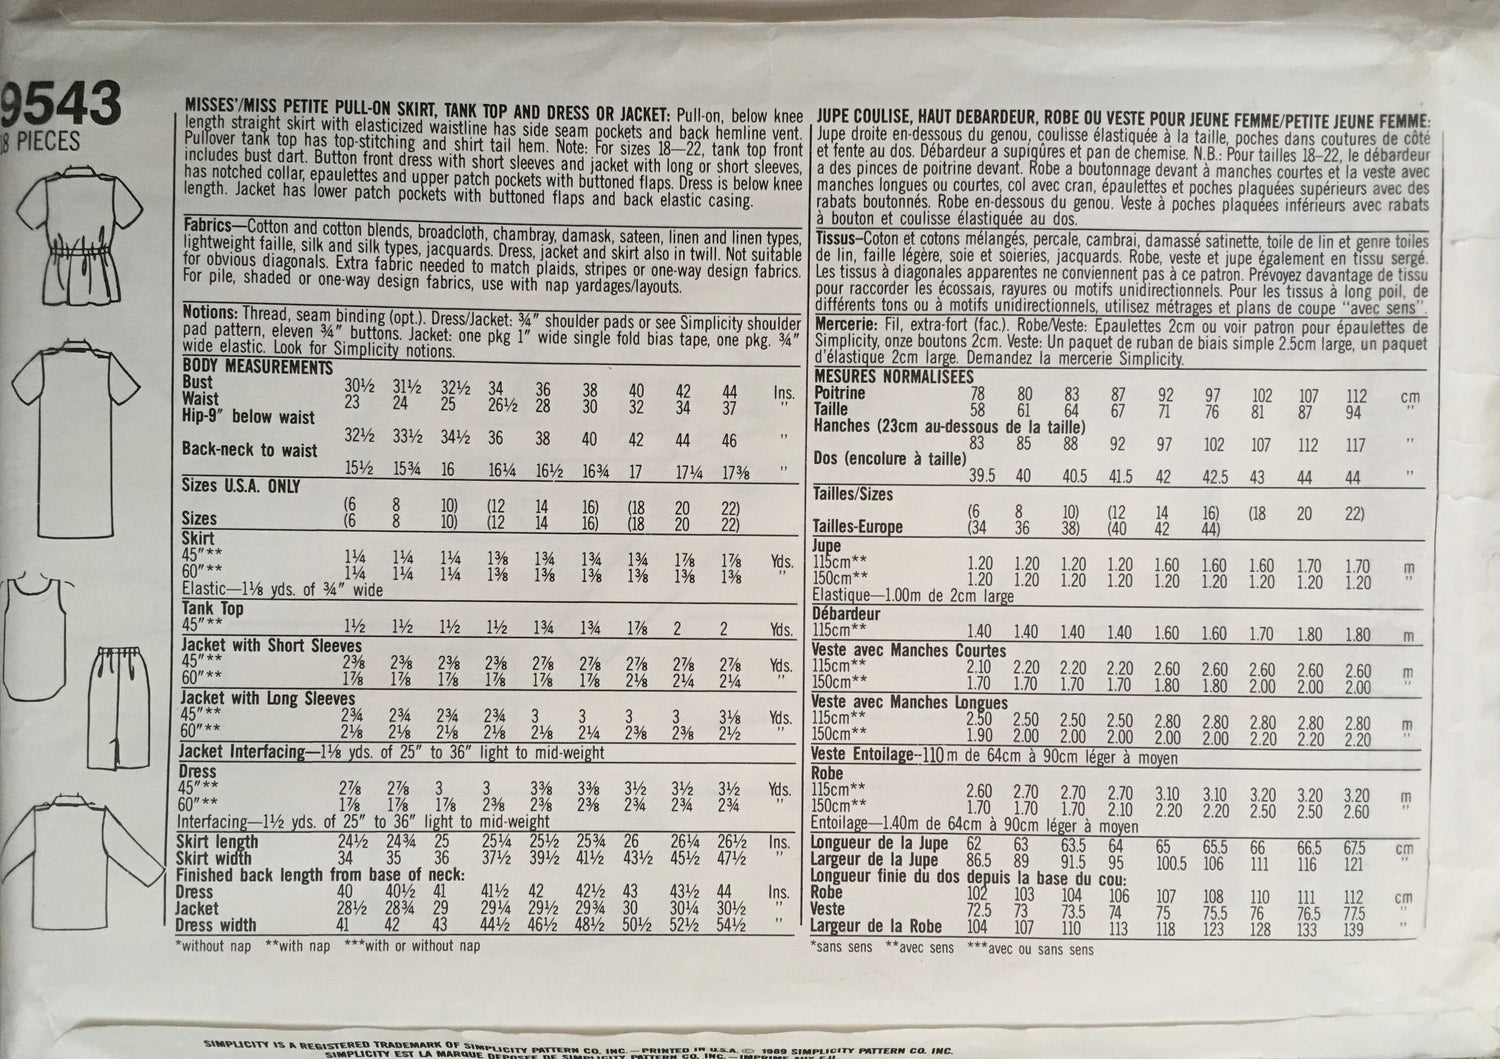 9543
8 PIECES
MISSES'/MISS PETITE PULL-ON SKIRT, TANK TOP AND DRESS OR JACKET: Pull-on, below knee
length straight skirt with elasticized waistline has side seam pockets and back hemline vent.
Pullover tank top has top-stitching and shirt tail hem. Note: For sizes 18–22, tank top front
includes bust dart. Button front dress with short sleeves and jacket with long or short sleeves,
has notched collar, epaulettes and upper patch pockets with buttoned flaps. Dress is below knee
length. Jacket has lower patch pockets with buttoned flaps and back elastic casing.
Fabrics—Cotton and cotton blends, broadcloth, chambray, damask, sateen, linen and linen types,
lightweight faille, silk and silk types, jacquards. Dress, jacket and skirt also in twill. Not suitable
for obvious diagonals. Extra fabric needed to match plaids, stripes or one-way design fabrics.
For pile, shaded or one-way design fabrics, use with nap yardages/layouts.
Notions: Thread, seam binding (opt.). Dress/Jacket: ¾" shoulder pads or see Simplicity shoulder
pad pattern, eleven ¾" buttons. Jacket: one pkg 1" wide single fold bias tape, one pkg. ¾"
wide elastic. Look for Simplicity notions.
BODY MEASUREMENTS
Bust 30½ 31½ 32½ 34 36 38 40 42 44 Ins.
Waist 23 24 25 26½ 28 30 32 34 37 "
Hip-9" below waist
32½ 33½ 34½ 36 38 40 42 44 46 "
Back-neck to waist
15½ 15¾ 16 16¼ 16½ 16¾ 17 17¼ 17⅜ "
Sizes U.S.A. ONLY
(6 8 10) (12 14 16) (18 20 22)
Sizes (6 8 10) (12 14 16) (18 20 22)
Skirt
45"** 1¼ 1¼ 1¼ 1⅜ 1¾ 1¾ 1¾ 1⅞ 1⅞ Yds.
60"** 1¼ 1¼ 1¼ 1⅜ 1⅜ 1⅜ 1⅜ 1⅜ 1⅜ "
Elastic—1⅛ yds. of ¾" wide
Tank Top
45"** 1½ 1½ 1½ 1½ 1¾ 1¾ 1⅞ 2 2 Yds.
Jacket with Short Sleeves
45"** 2⅜ 2⅜ 2⅜ 2⅜ 2⅞ 2⅞ 2⅞ 2⅞ 2⅞ Yds.
60"** 1⅞ 1⅞ 1⅞ 1⅞ 1⅞ 1⅞ 2⅛ 2¼ 2¼ "
Jacket with Long Sleeves
45"** 2¾ 2¾ 2¾ 2¾ 3 3 3 3 3⅛ Yds.
60"** 2⅛ 2⅛ 2⅛ 2⅛ 2⅛ 2¼ 2⅜ 2⅜ 2½ "
Jacket Interfacing—1⅛ yds. of 25" to 36" light to mid-weight
Dress
45"** 2⅞ 2⅞ 3 3 3⅜ 3⅜ 3½ 3½ 3½ Yds.
60"** 1⅞ 1⅞ 1⅞ 2⅜ 2⅜ 2⅜ 2¾ 2¾ 2¾ "
Interfacing—1½ yds. of 25" to 36" light to mid-weight
Skirt length 24½ 24¾ 25 25¼ 25½ 25¾ 26 26¼ 26½ Ins.
Skirt width 34 35 36 37½ 39½ 41½ 43½ 45½ 47½ "
Finished back length from base of neck:
Dress 40 40½ 41 41½ 42 42½ 43 43½ 44 Ins.
Jacket 28½ 28¾ 29 29¼ 29½ 29¾ 30 30¼ 30½ "
Dress width 41 42 43 44½ 46½ 48½ 50½ 52½ 54½ "
*without nap **with nap ***with or without nap
JUPE COULISE, HAUT DEBARDEUR, ROBE OU VESTE POUR JEUNE FEMME/PETITE JEUNE FEMME:
Jupe droite en-dessous du genou, coulisse élastiquée à la taille, poches dans coutures de côté
et fente au dos. Débardeur a supiqûres et pan de chemise. N.B.: Pour tailles 18–22, le débardeur
a des pinces de poitrine devant. Robe a boutonnage devant à manches courtes et la veste avec
manches longues ou courtes, col avec cran, épaulettes et poches plaquées supérieurs avec des
rabats boutonnés. Robe en-dessous du genou. Veste à poches plaquées inférieurs avec rabats
à bouton et coulisse élastiquée au dos.
Tissus–Coton et cotons mélangés, percale, cambrai, damassé satinette, toile de lin et genre toiles
de lin, faille légère, soie et soieries, jacquards. Robe, veste et jupe également en tissu sergé.
Les tissus à diagonales apparentes ne conviennent pas à ce patron. Prévoyez davantage de tissu
pour raccorder les écossais, rayures ou motifs unidirectionnels. Pour les tissus à long poil, de
différents tons ou à motifs unidirectionnels, utilisez métrages et plans de coupe "avec sens".
Mercerie: Fil, extra-fort (fac.). Robe/Veste: Epaulettes 2cm ou voir patron pour épaulettes de
Simplicity, onze boutons 2cm. Veste: Un paquet de ruban de biais simple 2.5cm large, un paquet
d'élastique 2cm large. Demandez la mercerie Simplicity.
MESURES NORMALISEES
Poitrine 78 80 83 87 92 97 102 107 112 cm
Taille 58 61 64 67 71 76 81 87 94 "
Hanches (23cm au-dessous de la taille)
83 85 88 92 97 102 107 112 117 "
Dos (encolure à taille)
39.5 40 40.5 41.5 42 42.5 43 44 44 "
Tailles/Sizes
(6 8 10) (12 14 16) (18 20 22)
Tailles-Europe (34 36 38) (40 42 44)
Jupe
115cm** 1.20 1.20 1.20 1.20 1.60 1.60 1.60 1.70 1.70 m
150cm** 1.20 1.20 1.20 1.20 1.20 1.20 1.20 1.20 1.20 "
Elastique—1.00m de 2cm large
Débardeur
115cm** 1.40 1.40 1.40 1.40 1.60 1.60 1.70 1.80 1.80 m
Veste avec Manches Courtes
115cm** 2.10 2.20 2.20 2.20 2.60 2.60 2.60 2.60 2.60 m
150cm** 1.70 1.70 1.70 1.70 1.80 1.80 2.00 2.00 2.00 "
Veste avec Manches Longues
115cm** 2.50 2.50 2.50 2.50 2.80 2.80 2.80 2.80 2.80 m
150cm** 1.90 2.00 2.00 2.00 2.00 2.00 2.20 2.20 2.20 "
Veste Entoilage–110m de 64cm à 90cm léger à moyen
Robe
115cm** 2.60 2.70 2.70 2.70 3.10 3.10 3.20 3.20 3.20 m
150cm** 1.70 1.70 1.70 2.10 2.20 2.20 2.50 2.50 2.60 "
Entoilage–1.40m de 64cm à 90cm léger à moyen
Longueur de la Jupe 62 63 63.5 64 65 65.5 66 66.5 67.5 cm
Largeur de la Jupe 86.5 89 91.5 95 100.5 106 111 116 121 "
Longueur finie du dos depuis la base du cou:
Robe 102 103 104 106 107 108 110 111 112 cm
Veste 72.5 73 73.5 74 75 75.5 76 76.5 77.5 "
Largeur de la Robe 104 107 110 113 118 123 128 133 139 "
*sans sens **avec sens ***avec ou sans sens
SIMPLICITY IS A REGISTERED TRADEMARK OF SIMPLICITY PATTERN CO. INC.—PRINTED IN U.S.A. © 1989 SIMPLICITY PATTERN CO. INC.
SIMPLICITY EST LA MARQUE DEPOSEE DE SIMPLICITY PATTERN CO. INC.—IMPRIME AUX E.U.